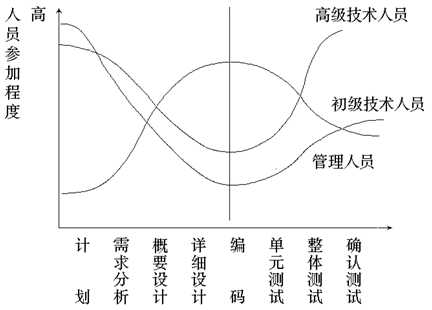 人员参加程度
高
高级技术人员
初级技术人员
管理人员
计划
需求分析
概要设计
详细设计
编码
单元测试
整体测试
确认测试